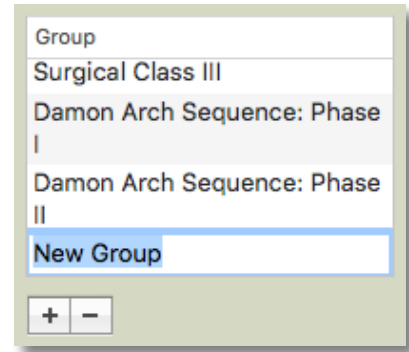 Group
Surgical Class III
Damon Arch Sequence: Phase
I
Damon Arch Sequence: Phase
II
New Group
+ −